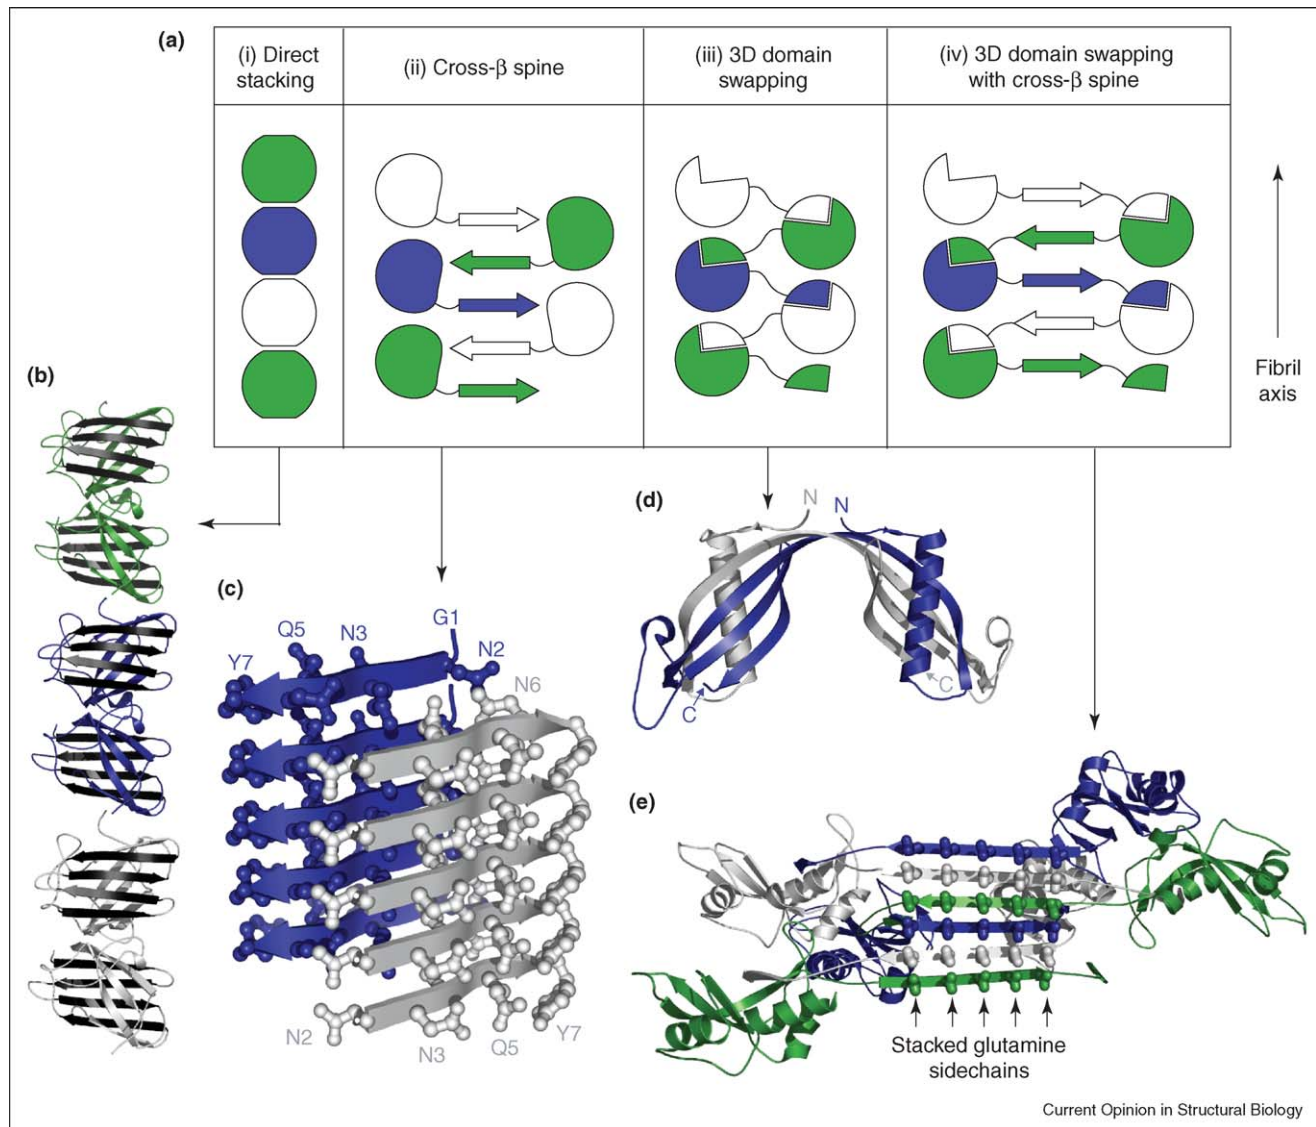 (a)
(i) Direct
stacking
(ii) Cross-β spine
(iii) 3D domain
swapping
(iv) 3D domain swapping
with cross-β spine
Fibril
axis
(b)
(c)
G1
Q5
N3
N2
Y7
N6
N2
N3
Q5
Y7
(d)
N
N
C
C
(e)
Stacked glutamine
sidechains
Current Opinion in Structural Biology